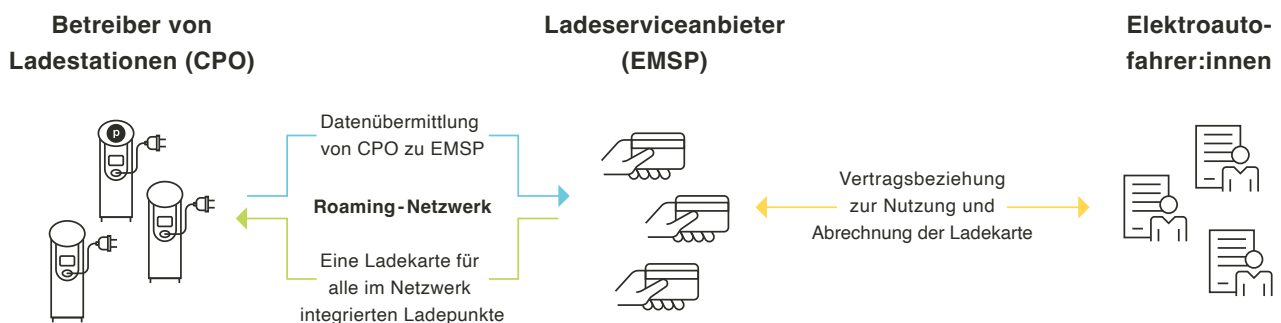 Betreiber von
Ladestationen (CPO)
Ladeserviceanbieter
(EMSP)
Elektroauto-
fahrer:innen
p
Datenübermittlung
von CPO zu EMSP
Roaming-Netzwerk
Eine Ladekarte für
alle im Netzwerk
integrierten Ladepunkte
Vertragsbeziehung
zur Nutzung und
Abrechnung der Ladekarte